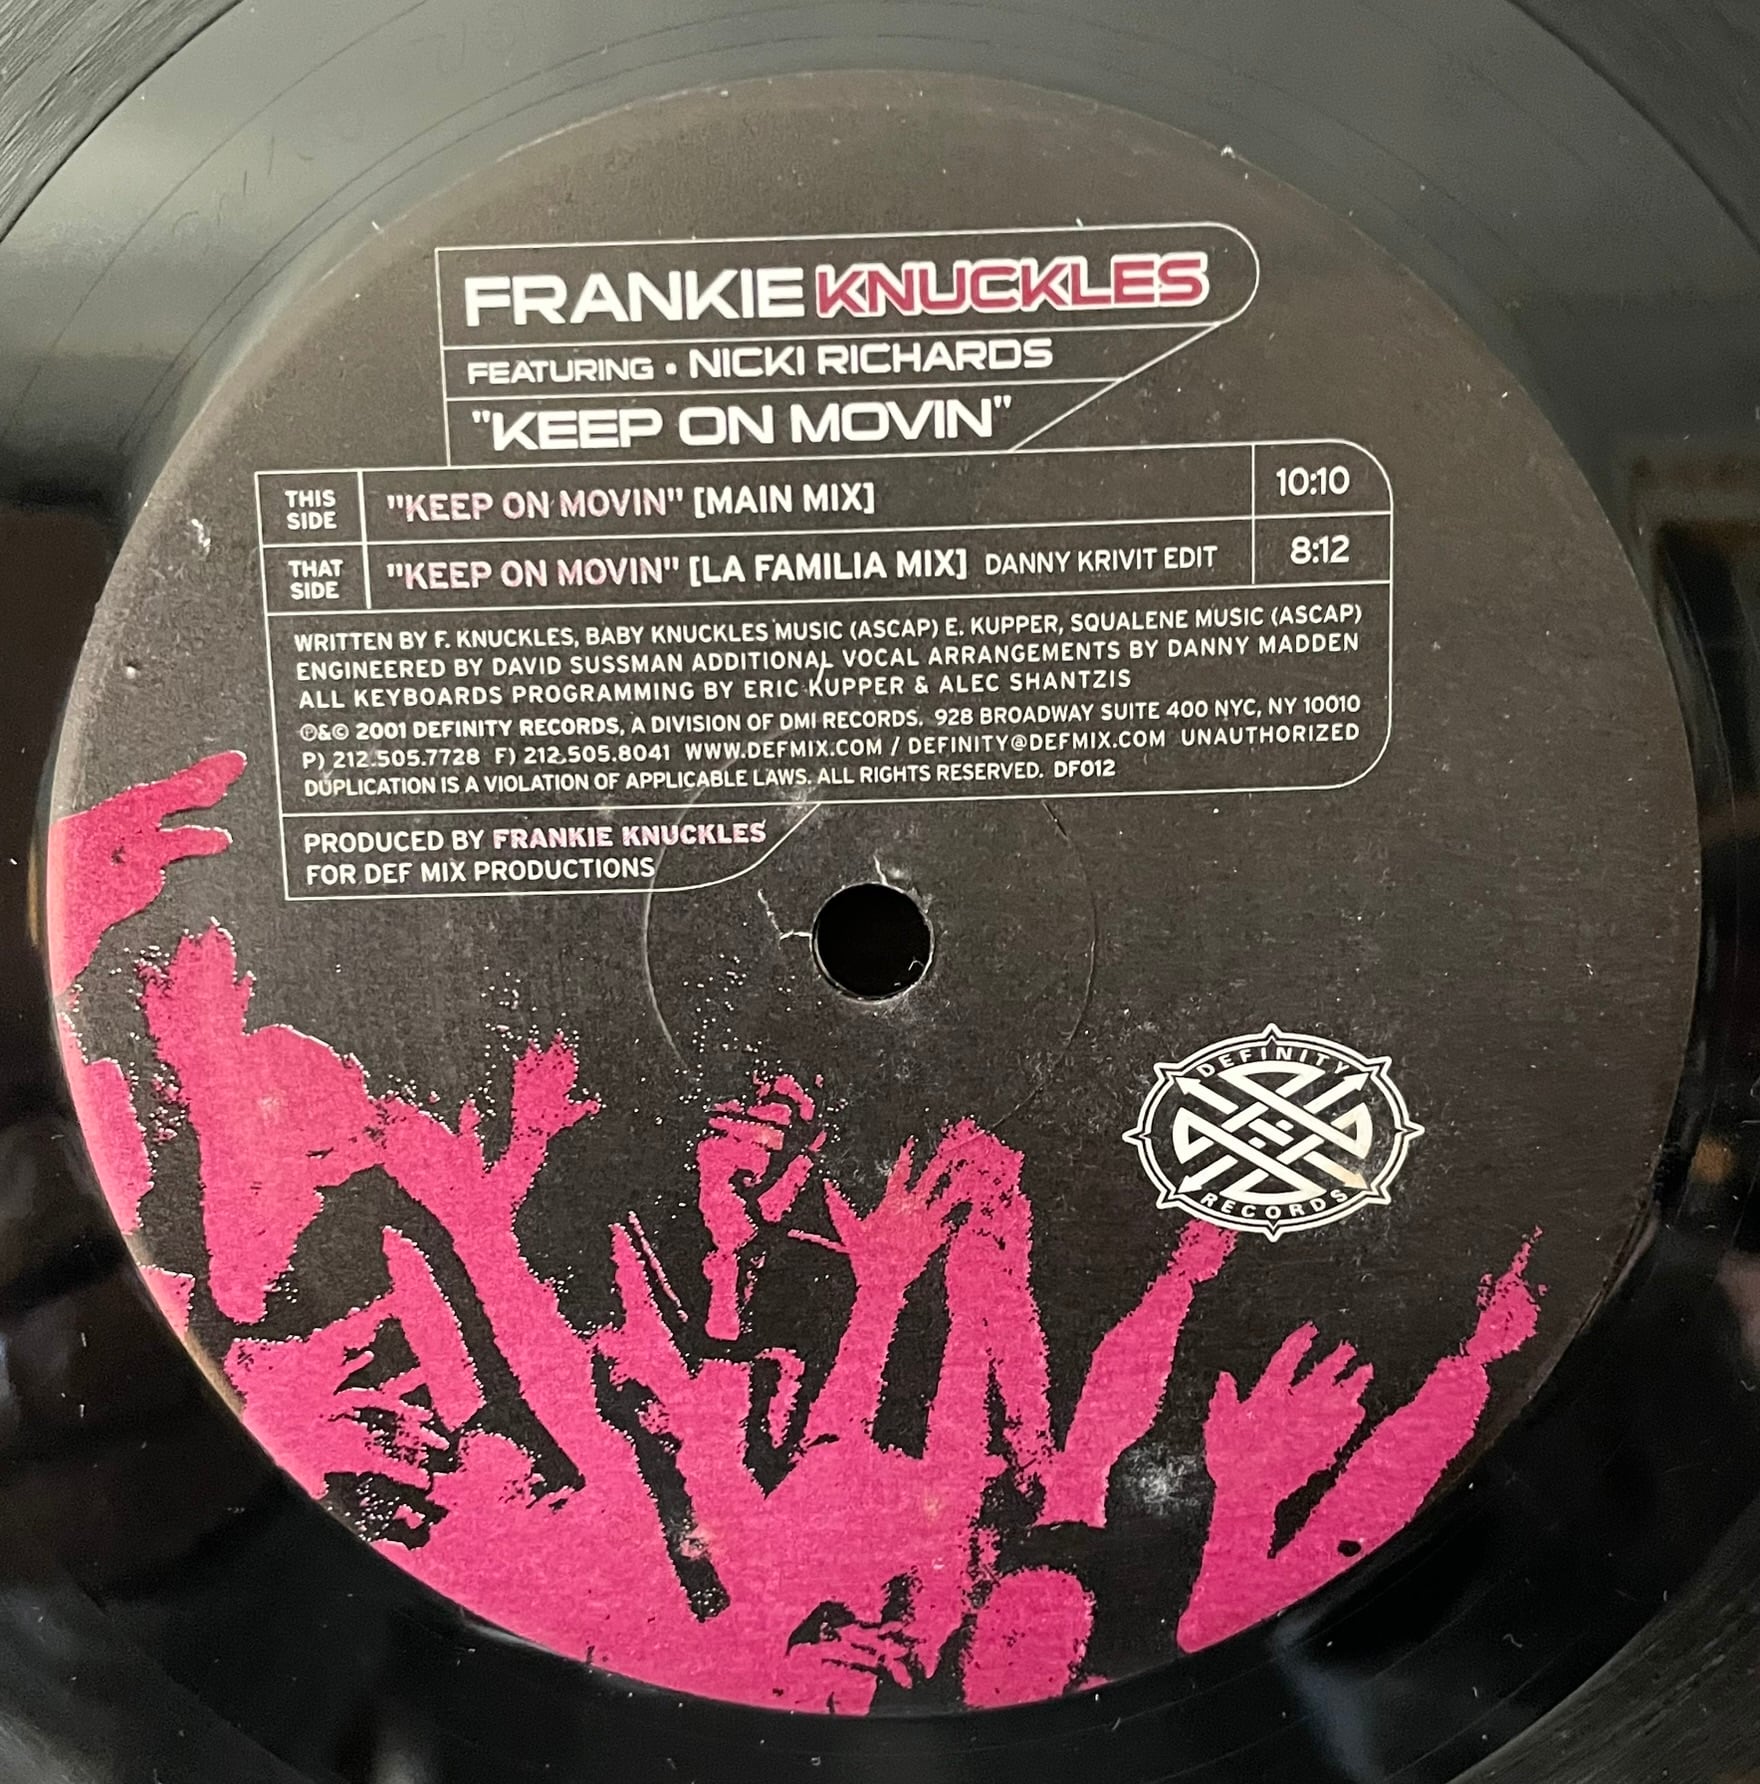 FRANKIE KNUCKLES
FEATURING • NICKI RICHARDS
"KEEP ON MOVIN"
THIS SIDE "KEEP ON MOVIN" [MAIN MIX] 10:10
THAT SIDE "KEEP ON MOVIN" [LA FAMILIA MIX] DANNY KRIVIT EDIT 8:12
WRITTEN BY F. KNUCKLES, BABY KNUCKLES MUSIC (ASCAP) E. KUPPER, SQUALENE MUSIC (ASCAP)
ENGINEERED BY DAVID SUSSMAN ADDITIONAL VOCAL ARRANGEMENTS BY DANNY MADDEN
ALL KEYBOARDS PROGRAMMING BY ERIC KUPPER & ALEC SHANTZIS
℗&© 2001 DEFINITY RECORDS, A DIVISION OF DMI RECORDS. 928 BROADWAY SUITE 400 NYC, NY 10010
P) 212.505.7728 F) 212.505.8041 WWW.DEFMIX.COM / DEFINITY@DEFMIX.COM UNAUTHORIZED
DUPLICATION IS A VIOLATION OF APPLICABLE LAWS. ALL RIGHTS RESERVED. DF012
PRODUCED BY FRANKIE KNUCKLES
FOR DEF MIX PRODUCTIONS
DEFINITY
RECORDS